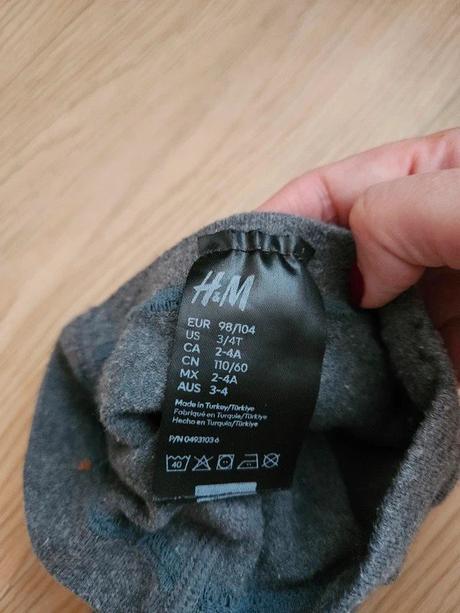 H&M
EUR 98/104
US 3/4T
CA 2-4A
CN 110/60
MX 2-4A
AUS 3-4
Made in Turkey/Türkiye
Fabriqué en Turquie/Türkiye
Hecho en Turquía/Türkiye
P/N 0493103 6
40